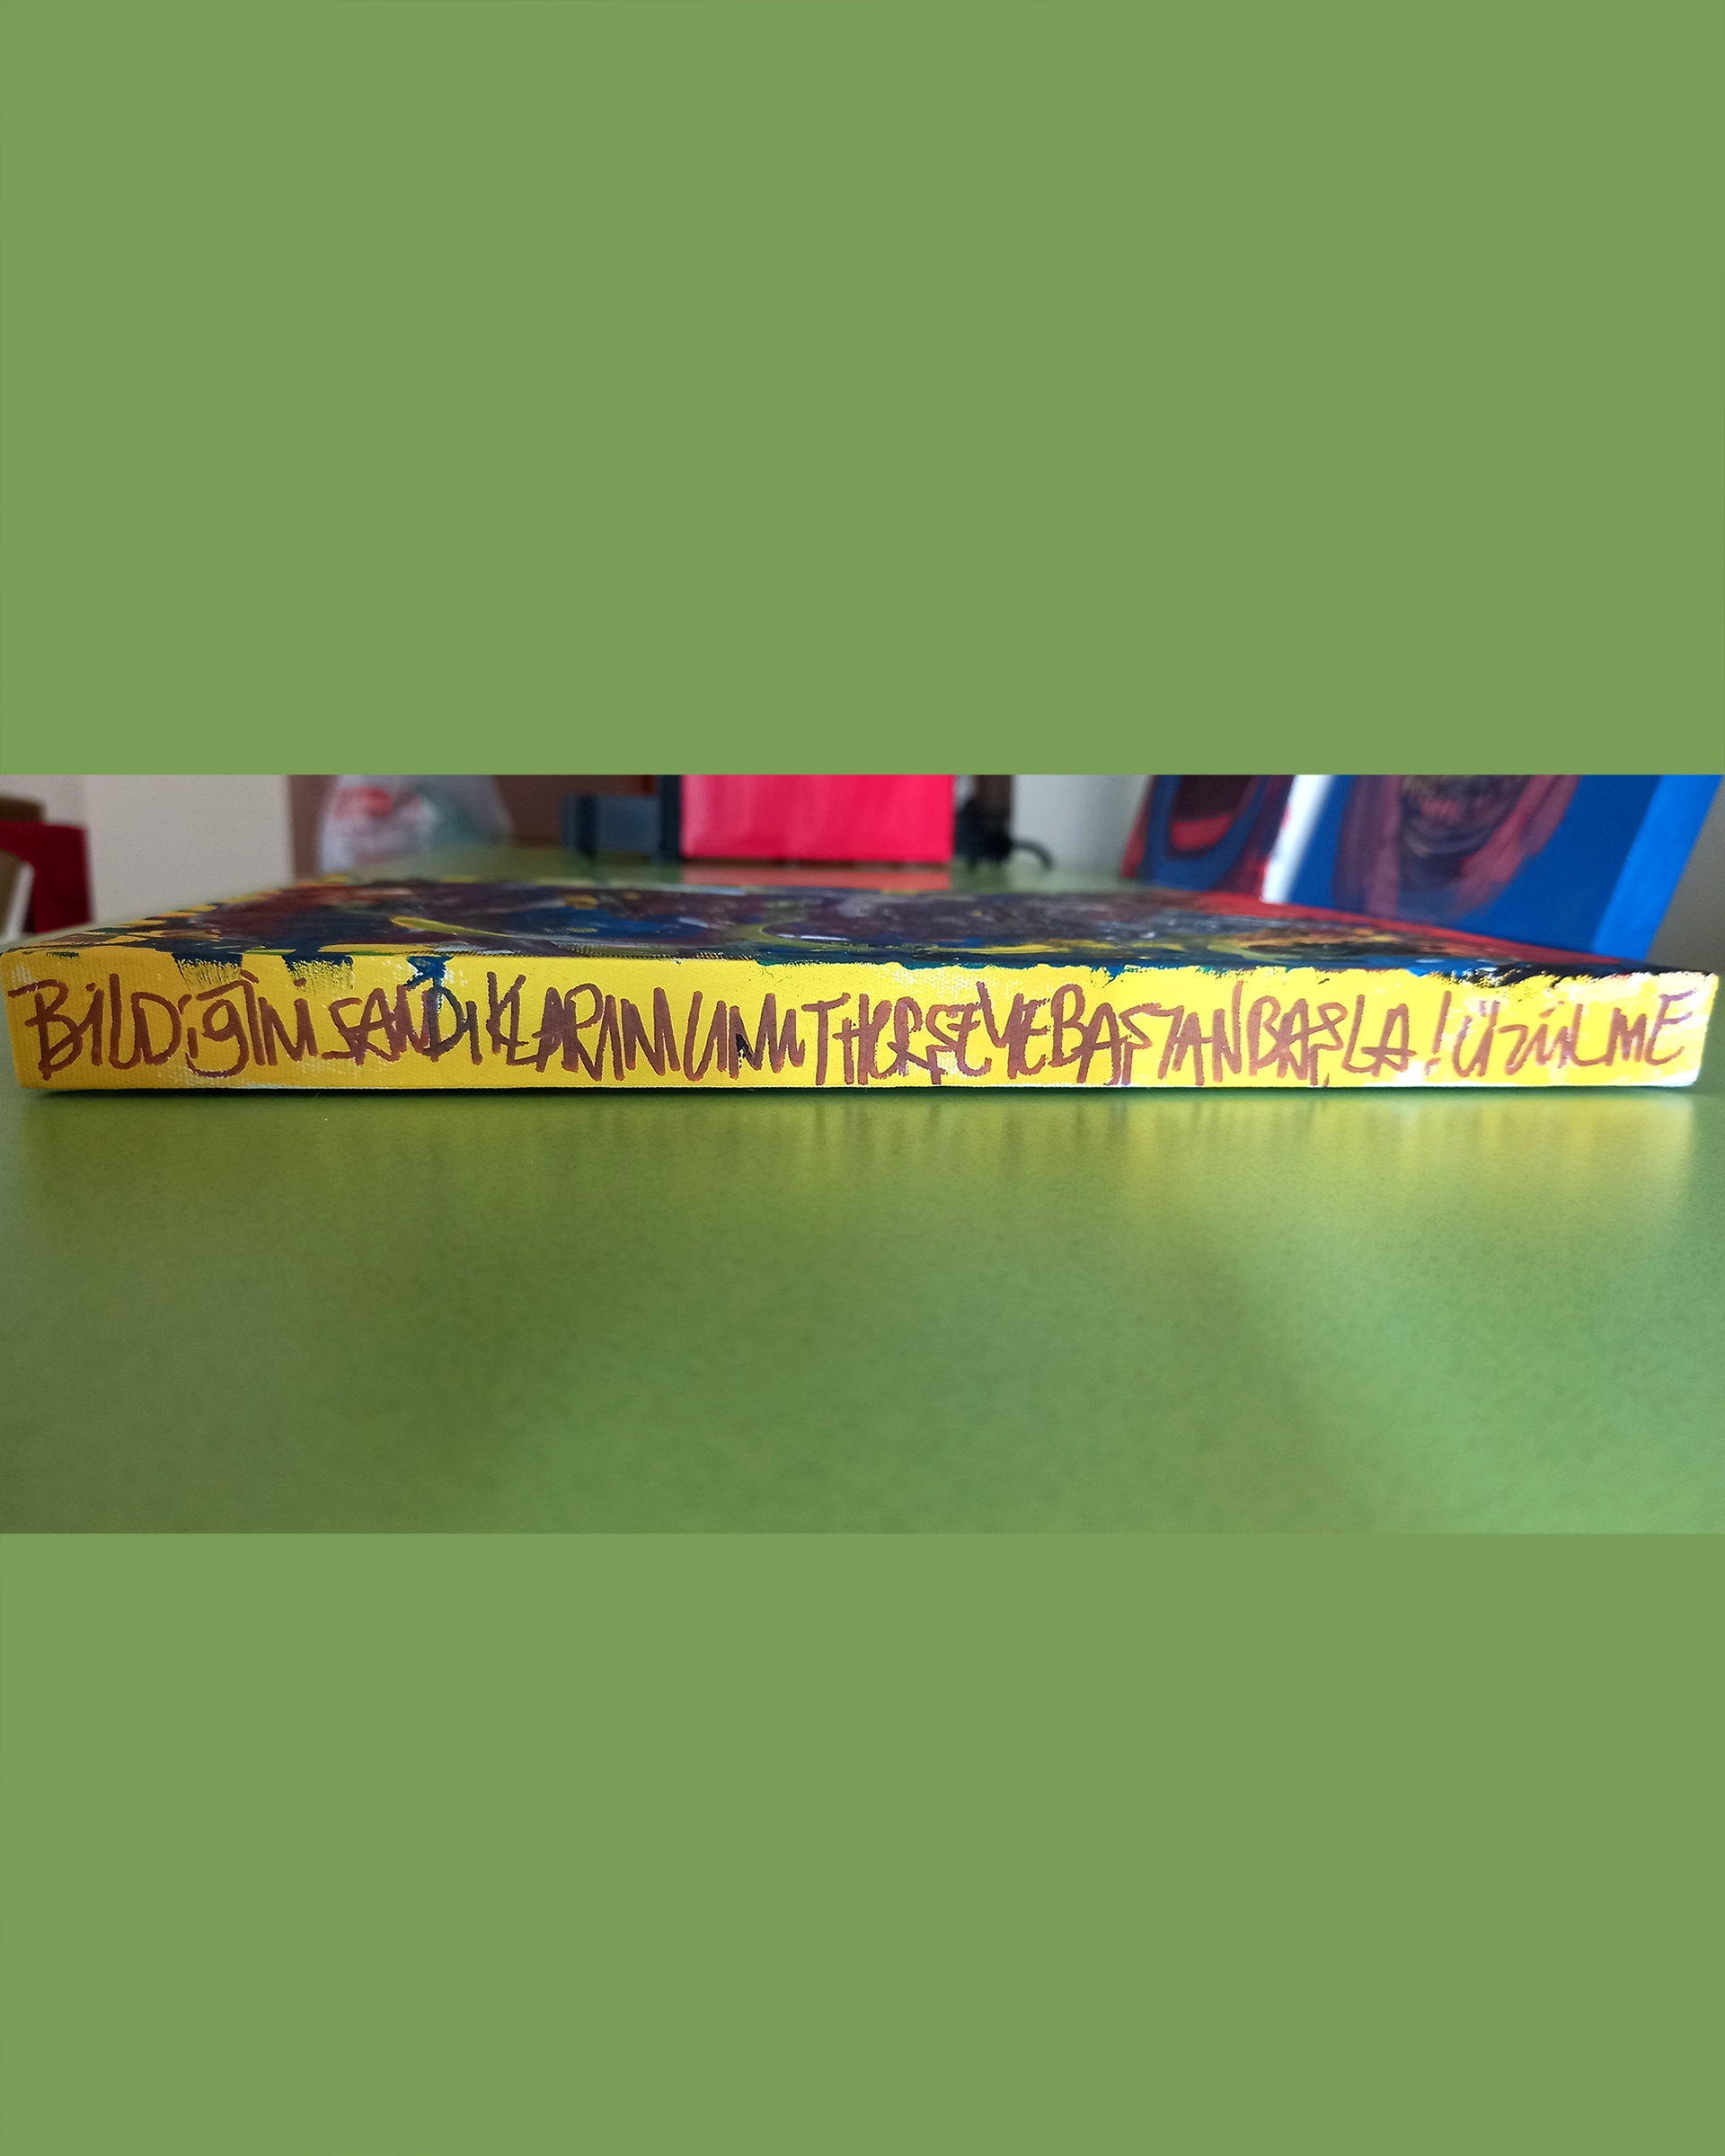 BİLDİĞİNİ SANDIKLARINI UNUT HERŞEYE BAŞTAN BAŞLA! ÜZÜLME